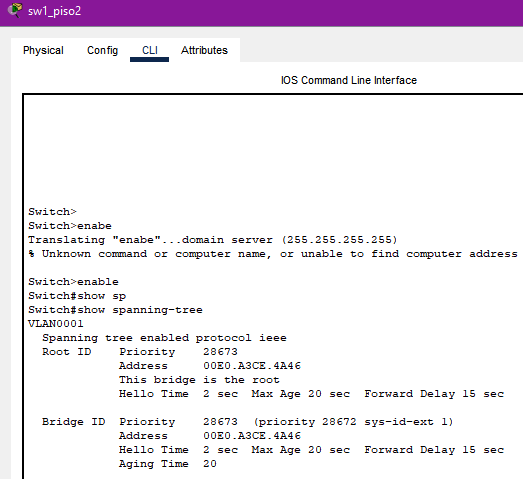 sw1_piso2
Physical Config CLI Attributes
IOS Command Line Interface
Switch>
Switch>enabe
Translating "enabe"...domain server (255.255.255.255)
% Unknown command or computer name, or unable to find computer address
Switch>enable
Switch#show sp
Switch#show spanning-tree
VLAN0001
Spanning tree enabled protocol ieee
Root ID Priority 28673
Address 00E0.A3CE.4A46
This bridge is the root
Hello Time 2 sec Max Age 20 sec Forward Delay 15 sec
Bridge ID Priority 28673 (priority 28672 sys-id-ext 1)
Address 00E0.A3CE.4A46
Hello Time 2 sec Max Age 20 sec Forward Delay 15 sec
Aging Time 20